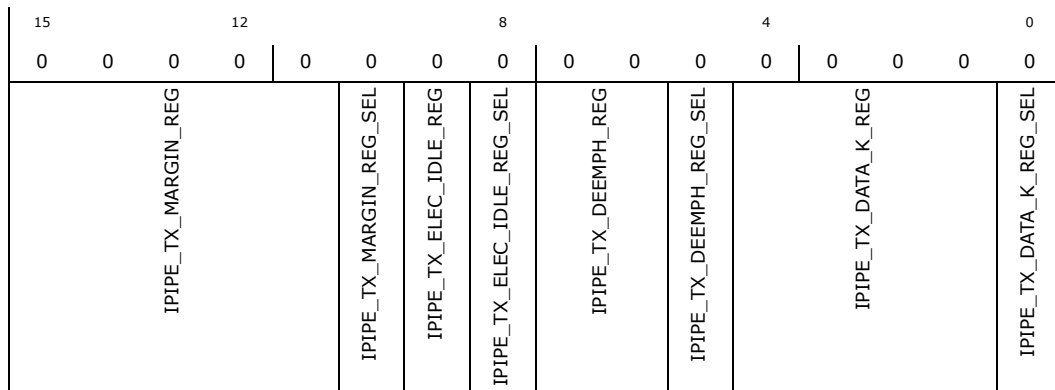 15 12 8 4 0
0 0 0 0 0 0 0 0 0 0 0 0 0 0 0 0
IPIPE_TX_MARGIN_REG
IPIPE_TX_MARGIN_REG_SEL
IPIPE_TX_ELEC_IDLE_REG
IPIPE_TX_ELEC_IDLE_REG_SEL
IPIPE_TX_DEEMPH_REG
IPIPE_TX_DEEMPH_REG_SEL
IPIPE_TX_DATA_K_REG
IPIPE_TX_DATA_K_REG_SEL